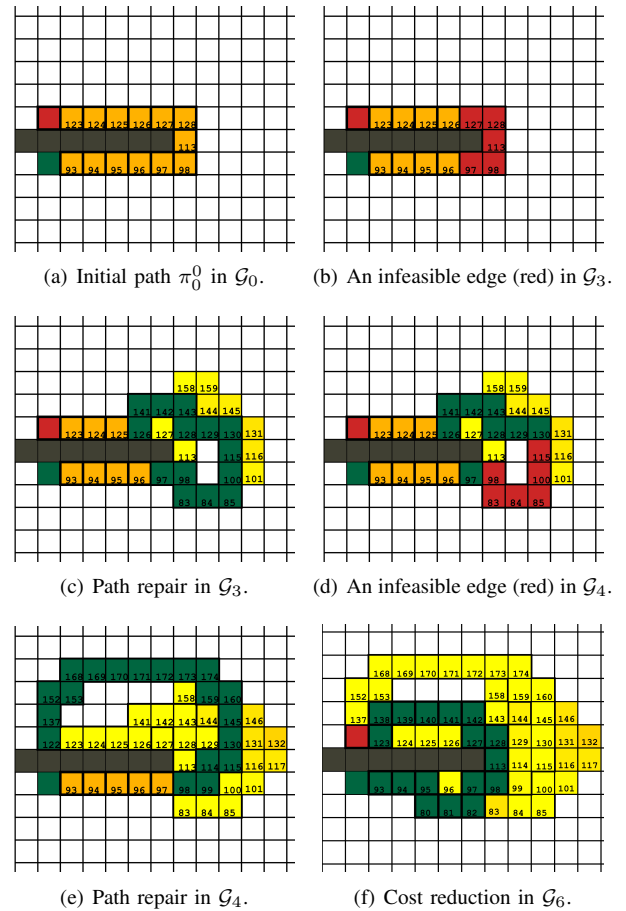 123 124 125 126 127 128
113
93 94 95 96 97 98
(a) Initial path π₀⁰ in 𝒢₀.
123 124 125 126 127 128
113
93 94 95 96 97 98
(b) An infeasible edge (red) in 𝒢₃.
158 159
141 142 143 144 145
123 124 125 126 127 128 129 130 131
113 115 116
93 94 95 96 97 98 100 101
83 84 85
(c) Path repair in 𝒢₃.
158 159
141 142 143 144 145
123 124 125 126 127 128 129 130 131
113 115 116
93 94 95 96 97 98 100 101
83 84 85
(d) An infeasible edge (red) in 𝒢₄.
168 169 170 171 172 173 174
152 153 158 159 160
137 141 142 143 144 145 146
122 123 124 125 126 127 128 129 130 131 132
113 114 115 116 117
93 94 95 96 97 98 99 100 101
83 84 85
(e) Path repair in 𝒢₄.
168 169 170 171 172 173 174
152 153 158 159 160
137 138 139 140 141 142 143 144 145 146
123 124 125 126 127 128 129 130 131 132
113 114 115 116 117
93 94 95 96 97 98 99 100 101
80 81 82 83 84 85
(f) Cost reduction in 𝒢₆.